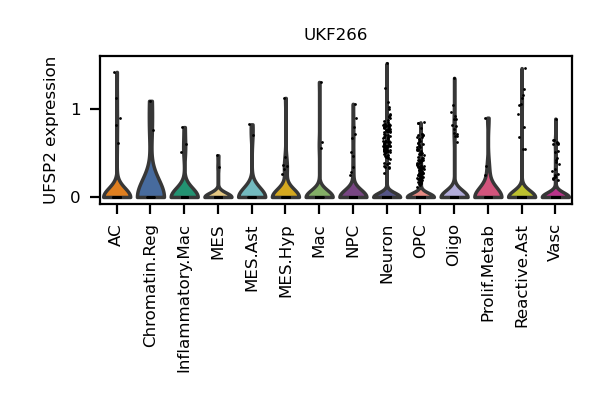 UKF266
UFSP2 expression
1
0
AC
Chromatin.Reg
Inflammatory.Mac
MES
MES.Ast
MES.Hyp
Mac
NPC
Neuron
OPC
Oligo
Prolif.Metab
Reactive.Ast
Vasc